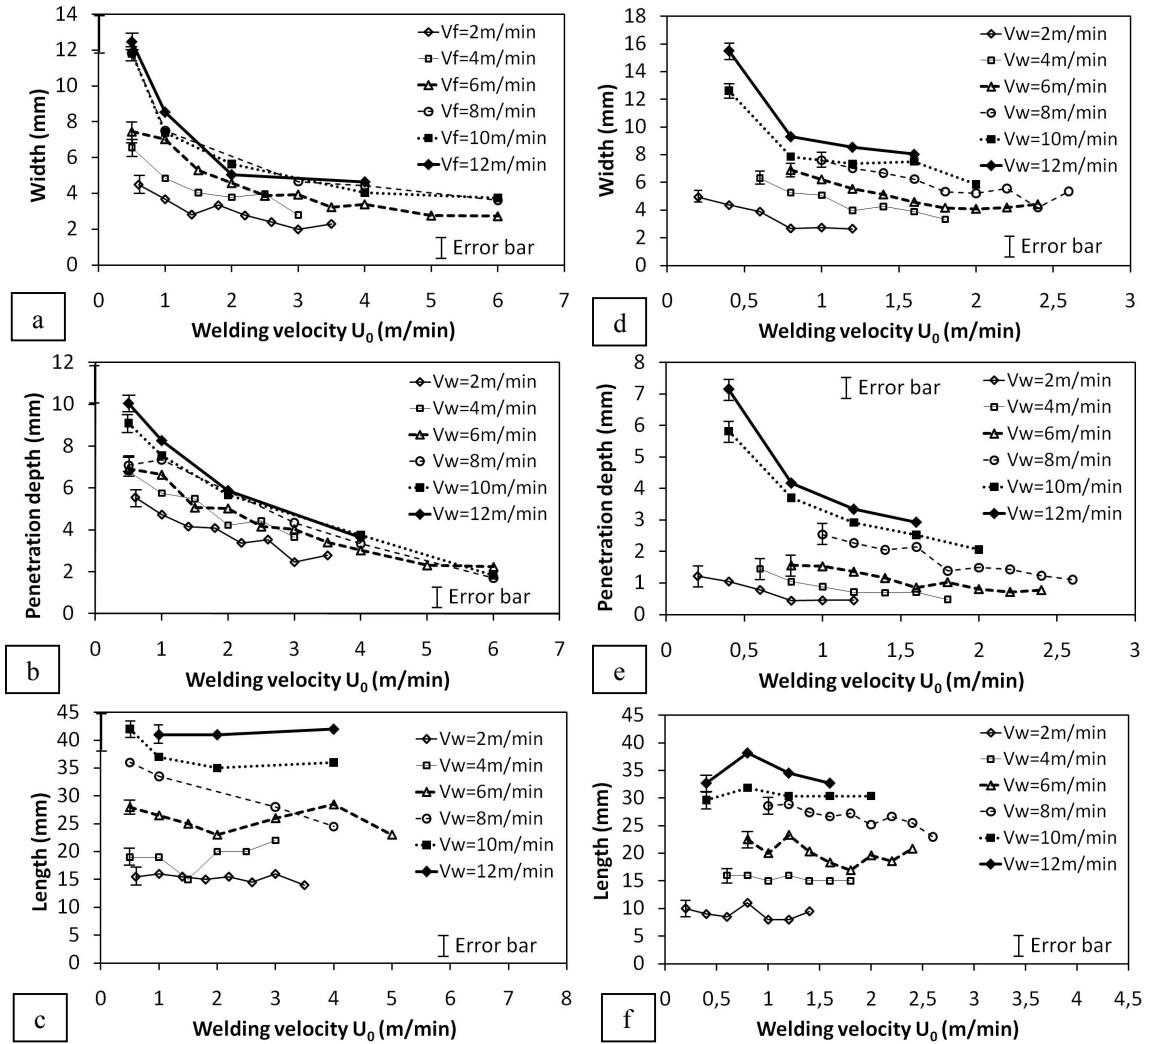 14
12
10
8
6
4
2
0
Width (mm)
Vf=2m/min
Vf=4m/min
Vf=6m/min
Vf=8m/min
Vf=10m/min
Vf=12m/min
Error bar
0 1 2 3 4 5 6 7
Welding velocity U0 (m/min)
a
18
16
14
12
10
8
6
4
2
0
Width (mm)
Vw=2m/min
Vw=4m/min
Vw=6m/min
Vw=8m/min
Vw=10m/min
Vw=12m/min
Error bar
0 0,5 1 1,5 2 2,5 3
Welding velocity U0 (m/min)
d
12
10
8
6
4
2
0
Penetration depth (mm)
Vw=2m/min
Vw=4m/min
Vw=6m/min
Vw=8m/min
Vw=10m/min
Vw=12m/min
Error bar
0 1 2 3 4 5 6 7
Welding velocity U0 (m/min)
b
8
7
6
5
4
3
2
1
0
Penetration depth (mm)
Error bar
Vw=2m/min
Vw=4m/min
Vw=6m/min
Vw=8m/min
Vw=10m/min
Vw=12m/min
0 0,5 1 1,5 2 2,5 3
Welding velocity U0 (m/min)
e
45
40
35
30
25
20
15
10
5
0
Length (mm)
Vw=2m/min
Vw=4m/min
Vw=6m/min
Vw=8m/min
Vw=10m/min
Vw=12m/min
Error bar
0 1 2 3 4 5 6 7 8
Welding velocity U0 (m/min)
c
45
40
35
30
25
20
15
10
5
0
Length (mm)
Vw=2m/min
Vw=4m/min
Vw=6m/min
Vw=8m/min
Vw=10m/min
Vw=12m/min
Error bar
0 0,5 1 1,5 2 2,5 3 3,5 4 4,5
Welding velocity U0 (m/min)
f